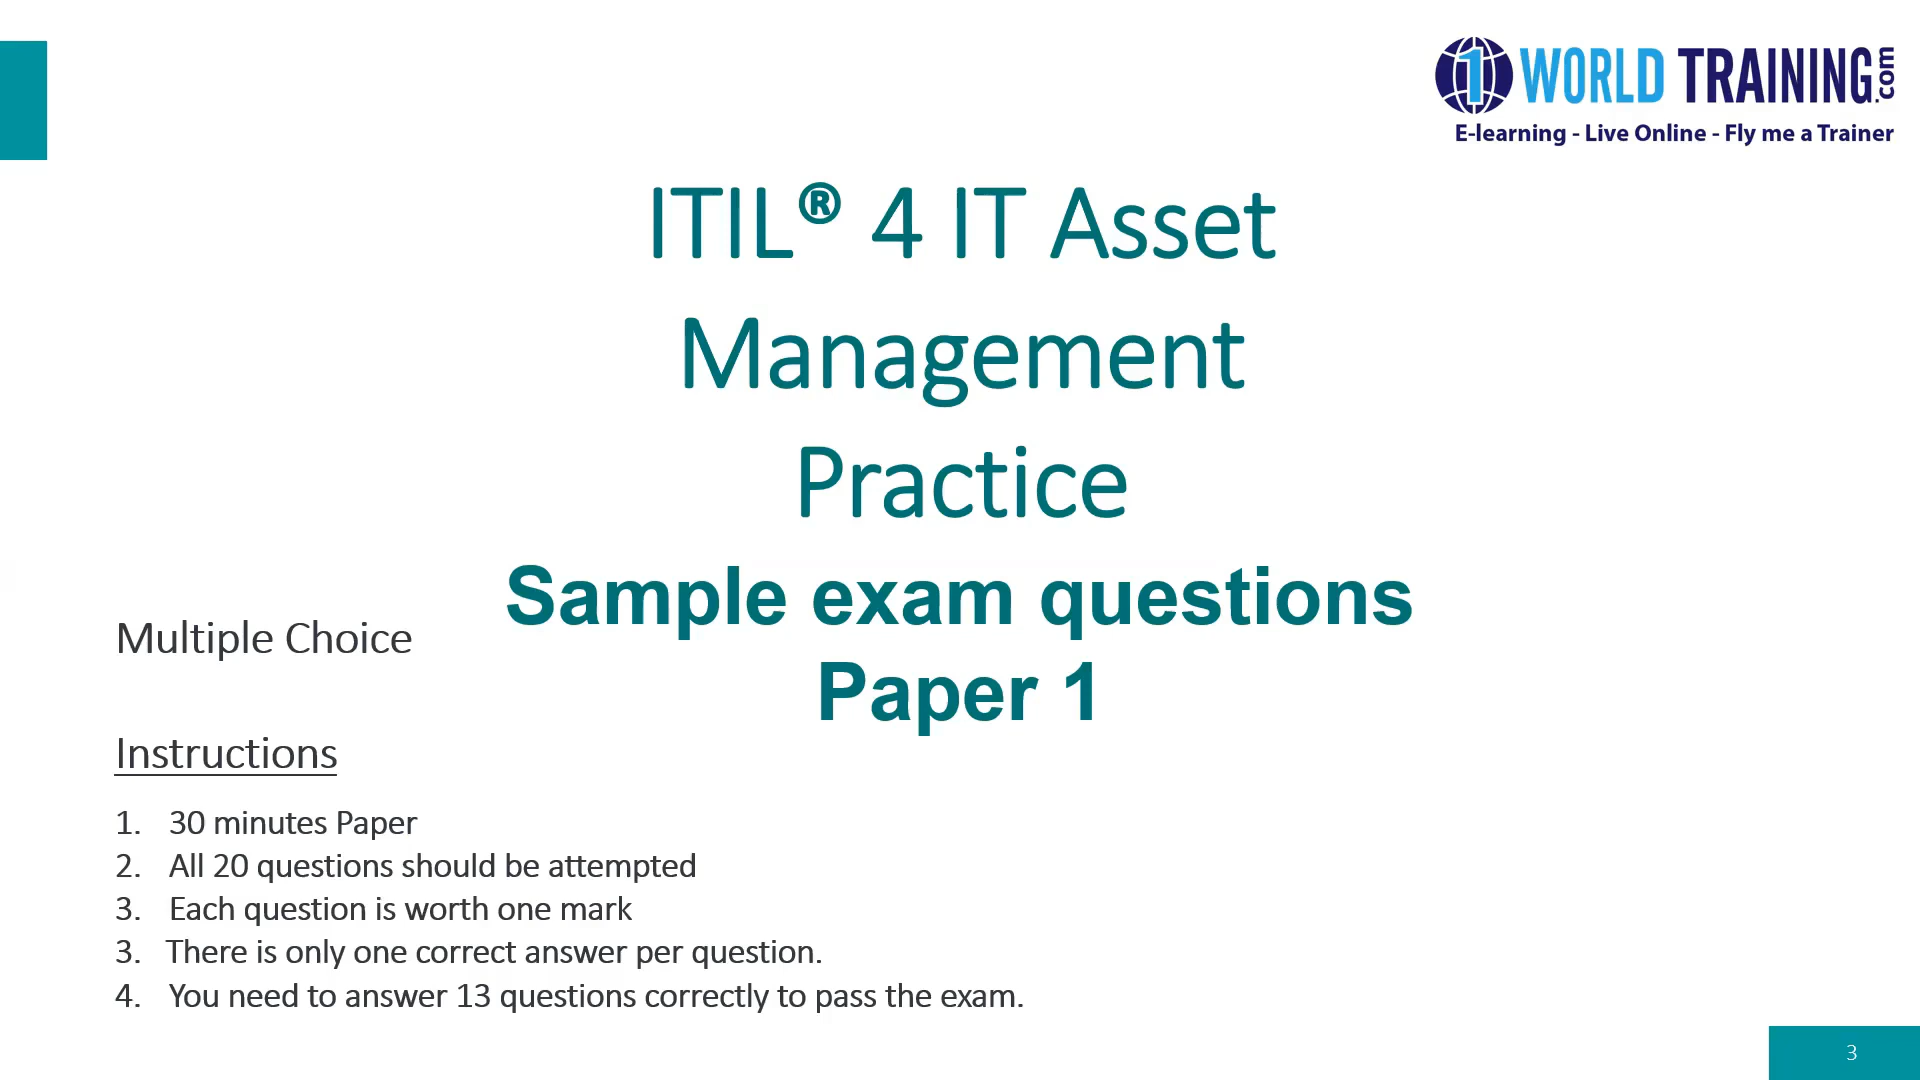 1 WORLD TRAINING.com
E-learning - Live Online - Fly me a Trainer
ITIL® 4 IT Asset
Management
Practice
Sample exam questions
Paper 1
Multiple Choice
Instructions
1. 30 minutes Paper
2. All 20 questions should be attempted
3. Each question is worth one mark
3. There is only one correct answer per question.
4. You need to answer 13 questions correctly to pass the exam.
3